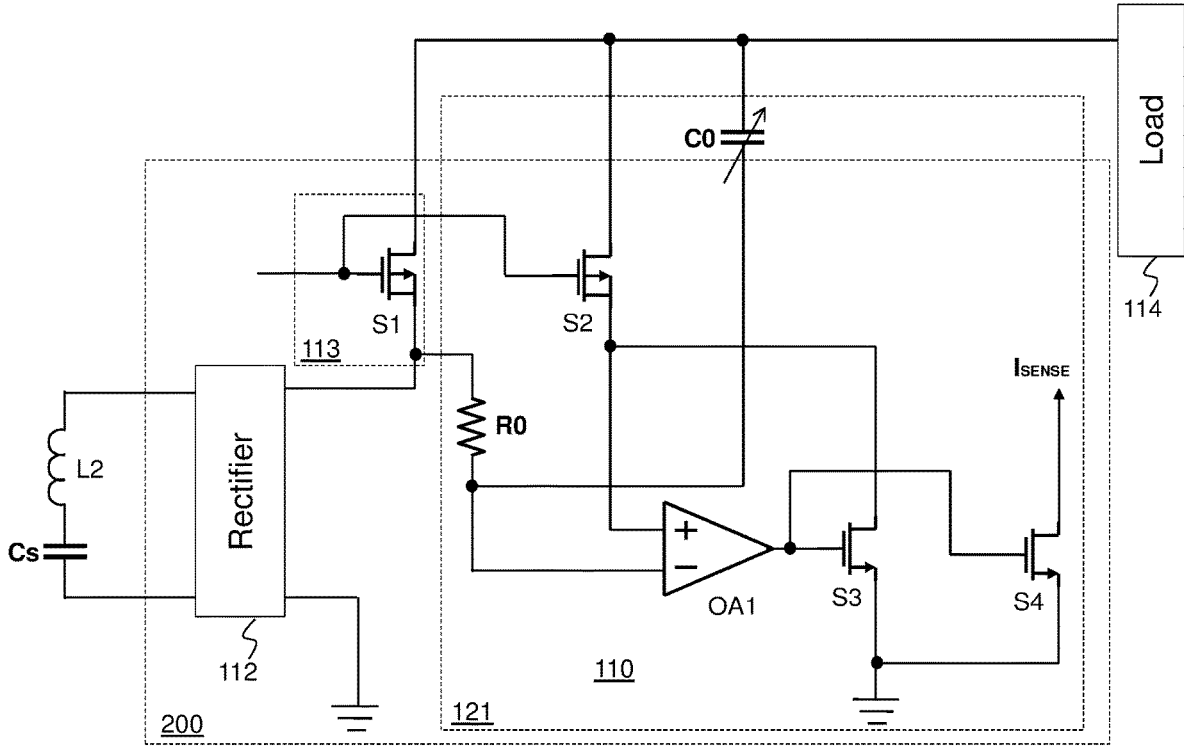 Load
114
C0
S1
S2
113
ISENSE
R0
L2
Rectifier
Cs
+
−
OA1
S3
S4
112
110
200
121